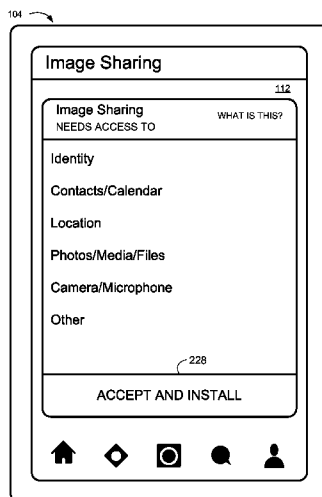 104
Image Sharing
112
Image Sharing
WHAT IS THIS?
NEEDS ACCESS TO
Identity
Contacts/Calendar
Location
Photos/Media/Files
Camera/Microphone
Other
228
ACCEPT AND INSTALL